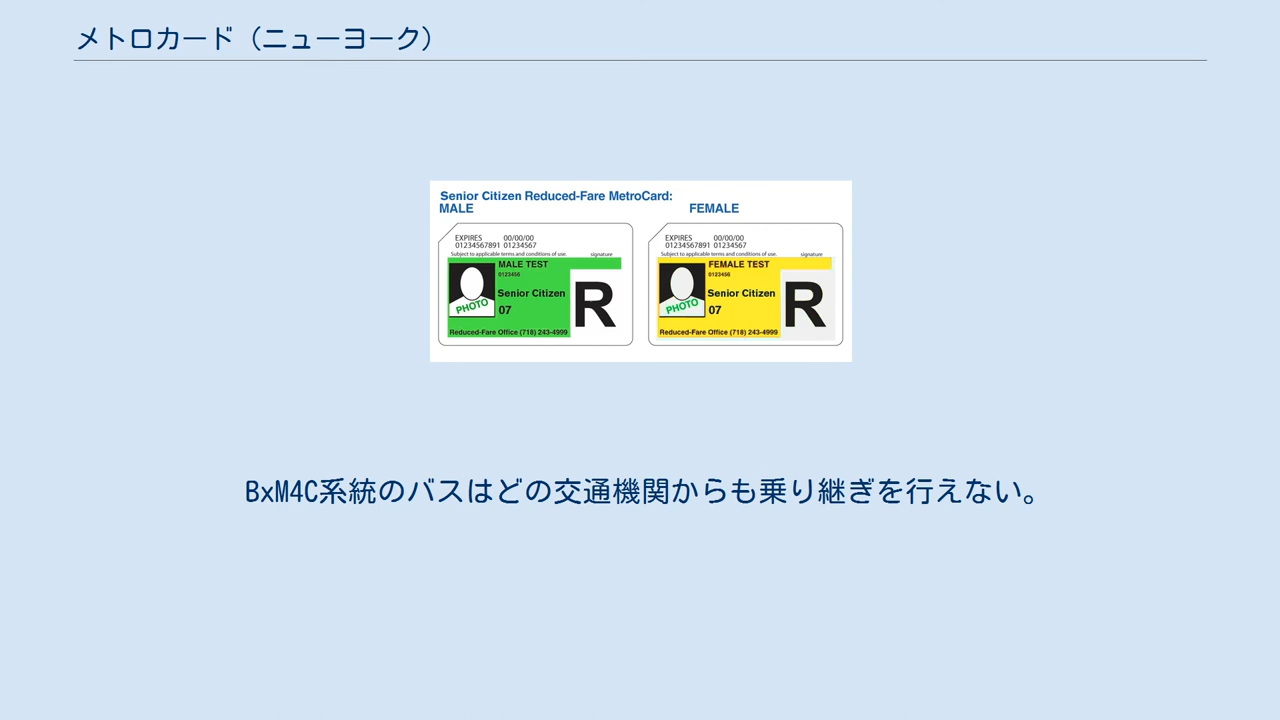 メトロカード（ニューヨーク）
Senior Citizen Reduced-Fare MetroCard:
MALE
FEMALE
EXPIRES 00/00/00
01234567891 01234567
Subject to applicable terms and conditions of use. signature
MALE TEST
0123456
PHOTO
Senior Citizen
07
R
Reduced-Fare Office (718) 243-4999
EXPIRES 00/00/00
01234567891 01234567
Subject to applicable terms and conditions of use. signature
FEMALE TEST
0123456
PHOTO
Senior Citizen
07
R
Reduced-Fare Office (718) 243-4999
BxM4C系統のバスはどの交通機関からも乗り継ぎを行えない。